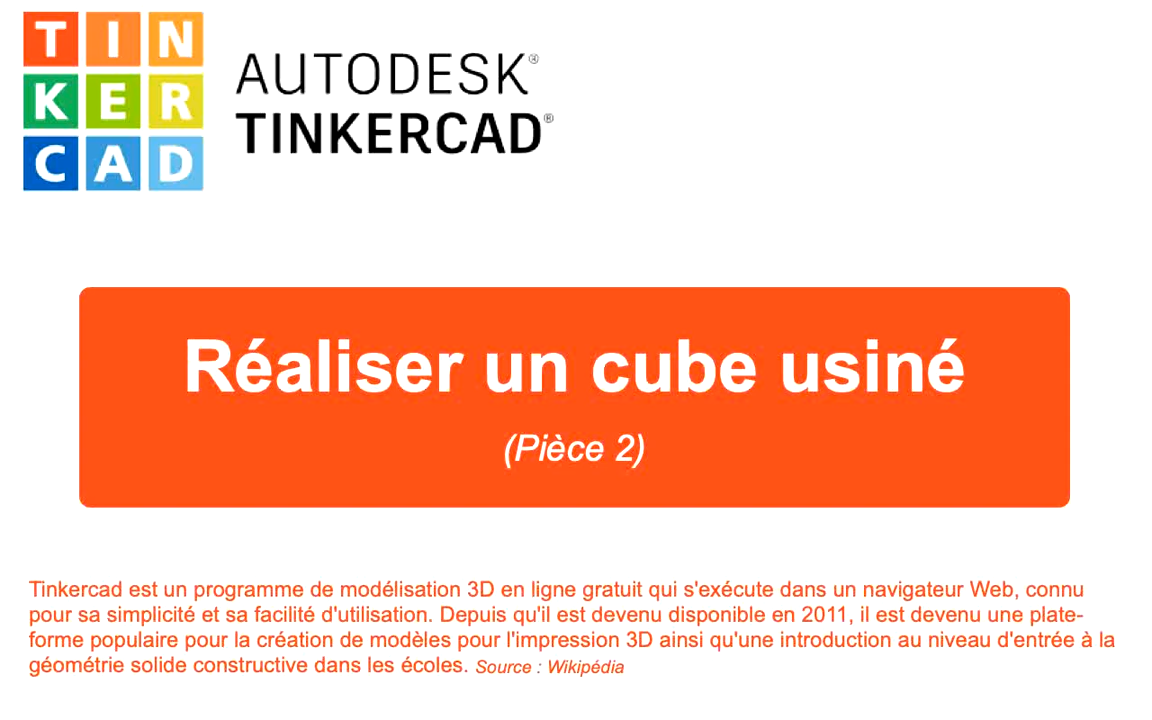 TIN
KER
CAD
AUTODESK®
TINKERCAD®
Réaliser un cube usiné
(Pièce 2)
Tinkercad est un programme de modélisation 3D en ligne gratuit qui s'exécute dans un navigateur Web, connu
pour sa simplicité et sa facilité d'utilisation. Depuis qu'il est devenu disponible en 2011, il est devenu une plate-
forme populaire pour la création de modèles pour l'impression 3D ainsi qu'une introduction au niveau d'entrée à la
géométrie solide constructive dans les écoles. Source : Wikipédia